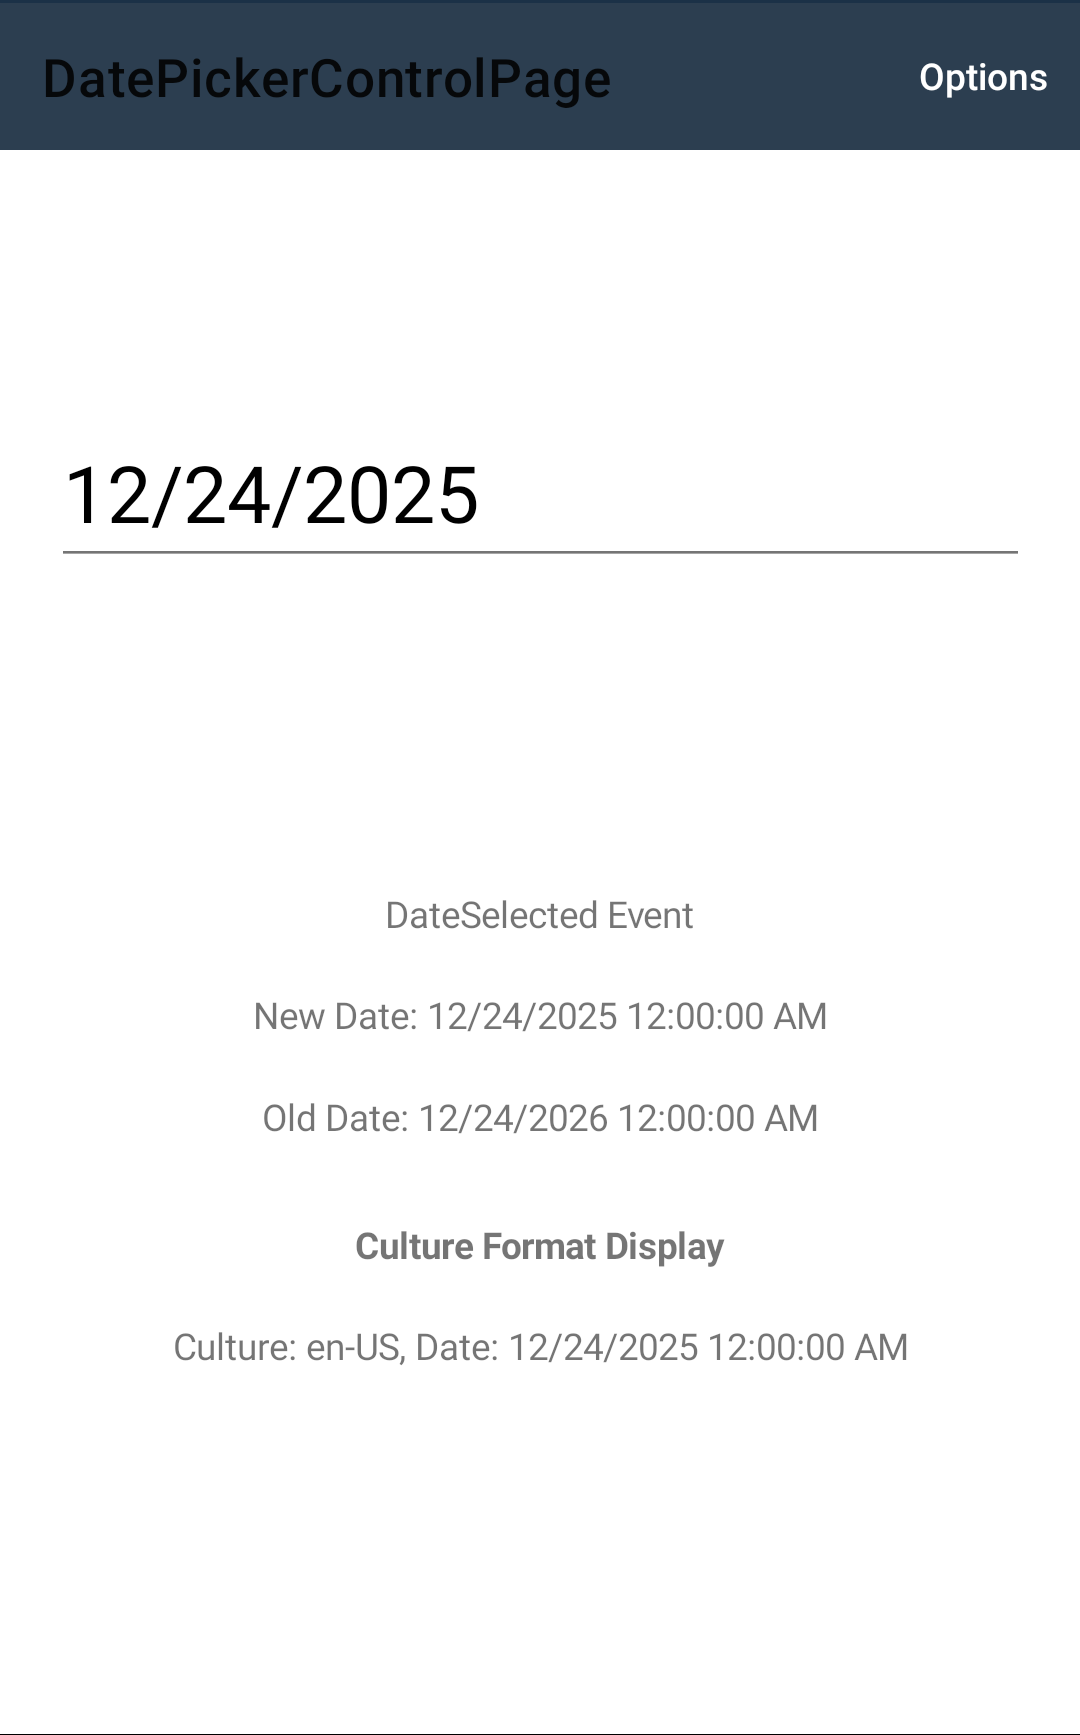 DatePickerControlPage
Options
12/24/2025
DateSelected Event
New Date: 12/24/2025 12:00:00 AM
Old Date: 12/24/2026 12:00:00 AM
Culture Format Display
Culture: en-US, Date: 12/24/2025 12:00:00 AM